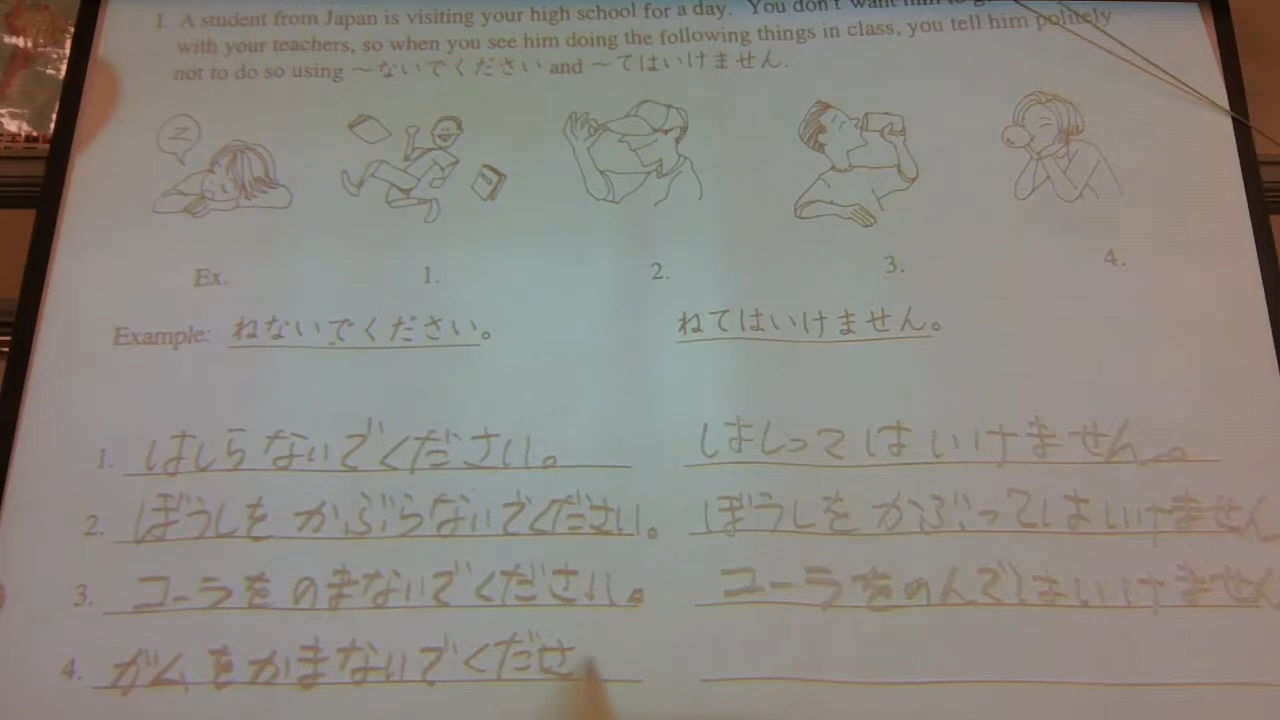 I. A student from Japan is visiting your high school for a day. You don't want him to
with your teachers, so when you see him doing the following things in class, you tell him politely
not to do so using ～ないでください and ～てはいけません.
Z
Ex. 1. 2. 3. 4.
Example: ねないでください。 ねてはいけません。
1. はしらないでください。 はしってはいけません。
2. ぼうしを かぶらないでください。 ぼうしを かぶってはいけません
3. コーラを のまないでください。 コーラをのんではいけません
4. ガムをかまないでくださ